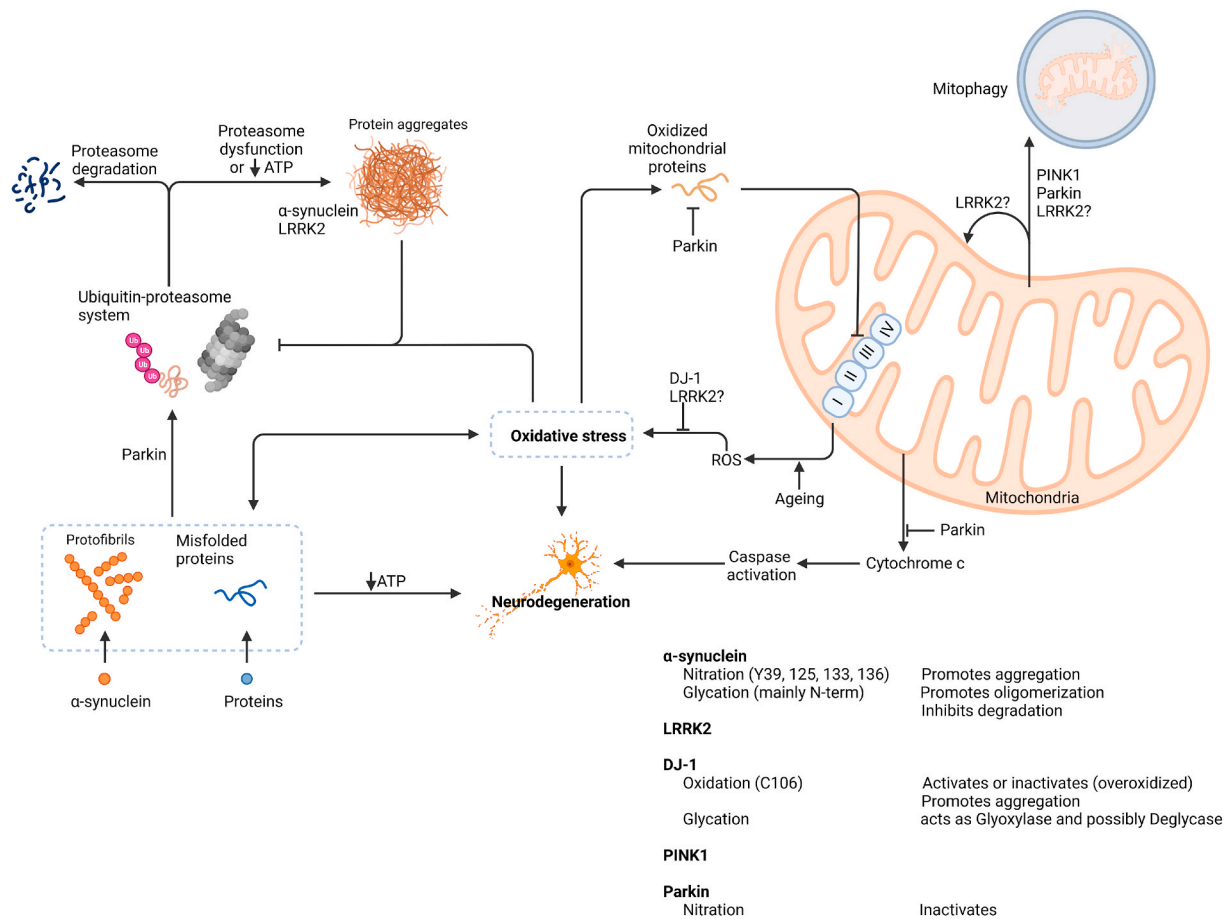 Mitophagy
Proteasome
degradation
Proteasome
dysfunction
or ATP
Protein aggregates
α-synuclein
LRRK2
Oxidized
mitochondrial
proteins
Parkin
LRRK2?
PINK1
Parkin
LRRK2?
Ubiquitin-proteasome
system
Ub
Ub
Ub
Ub
IV
III
II
I
DJ-1
LRRK2?
Oxidative stress
ROS
Ageing
Mitochondria
Parkin
Parkin
Cytochrome c
Caspase
activation
Neurodegeneration
ATP
Protofibrils
Misfolded
proteins
α-synuclein
Proteins
α-synuclein
Nitration (Y39, 125, 133, 136) Promotes aggregation
Glycation (mainly N-term) Promotes oligomerization
Inhibits degradation
LRRK2
DJ-1
Oxidation (C106) Activates or inactivates (overoxidized)
Promotes aggregation
Glycation acts as Glyoxylase and possibly Deglycase
PINK1
Parkin
Nitration Inactivates